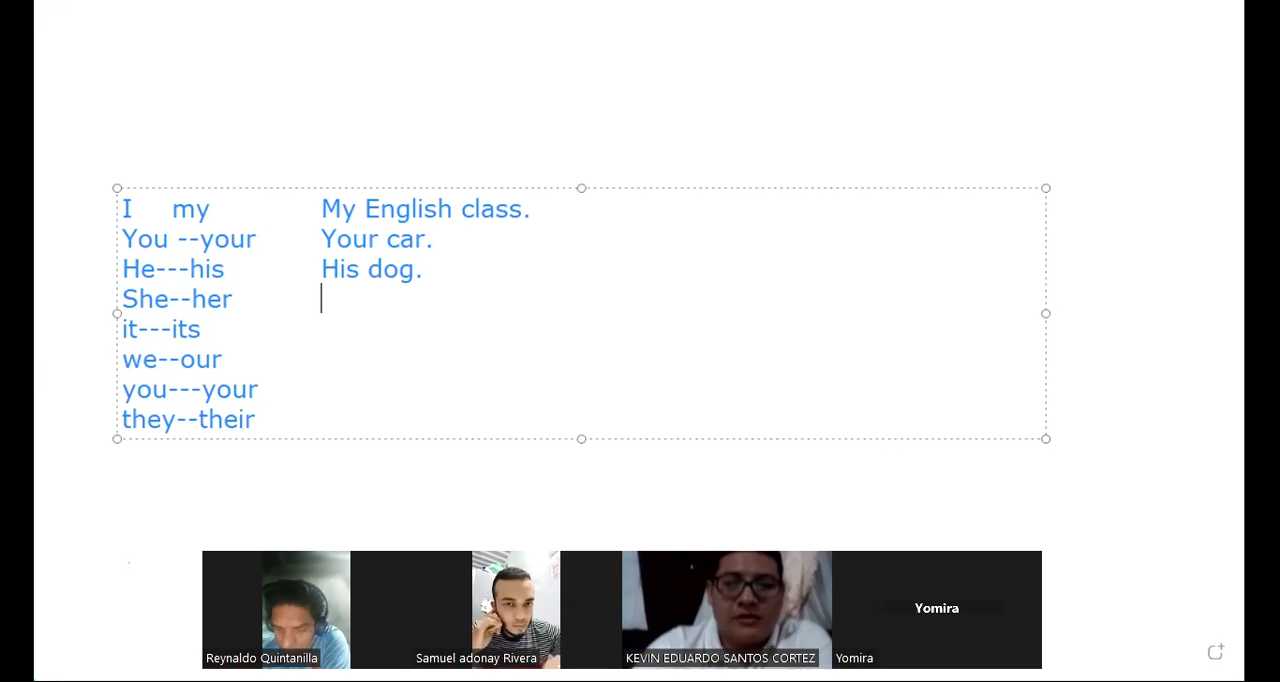 I my My English class.
You --your Your car.
He---his His dog.
She--her
it---its
we--our
you---your
they--their
Yomira
Reynaldo Quintanilla
Samuel adonay Rivera
KEVIN EDUARDO SANTOS CORTEZ
Yomira